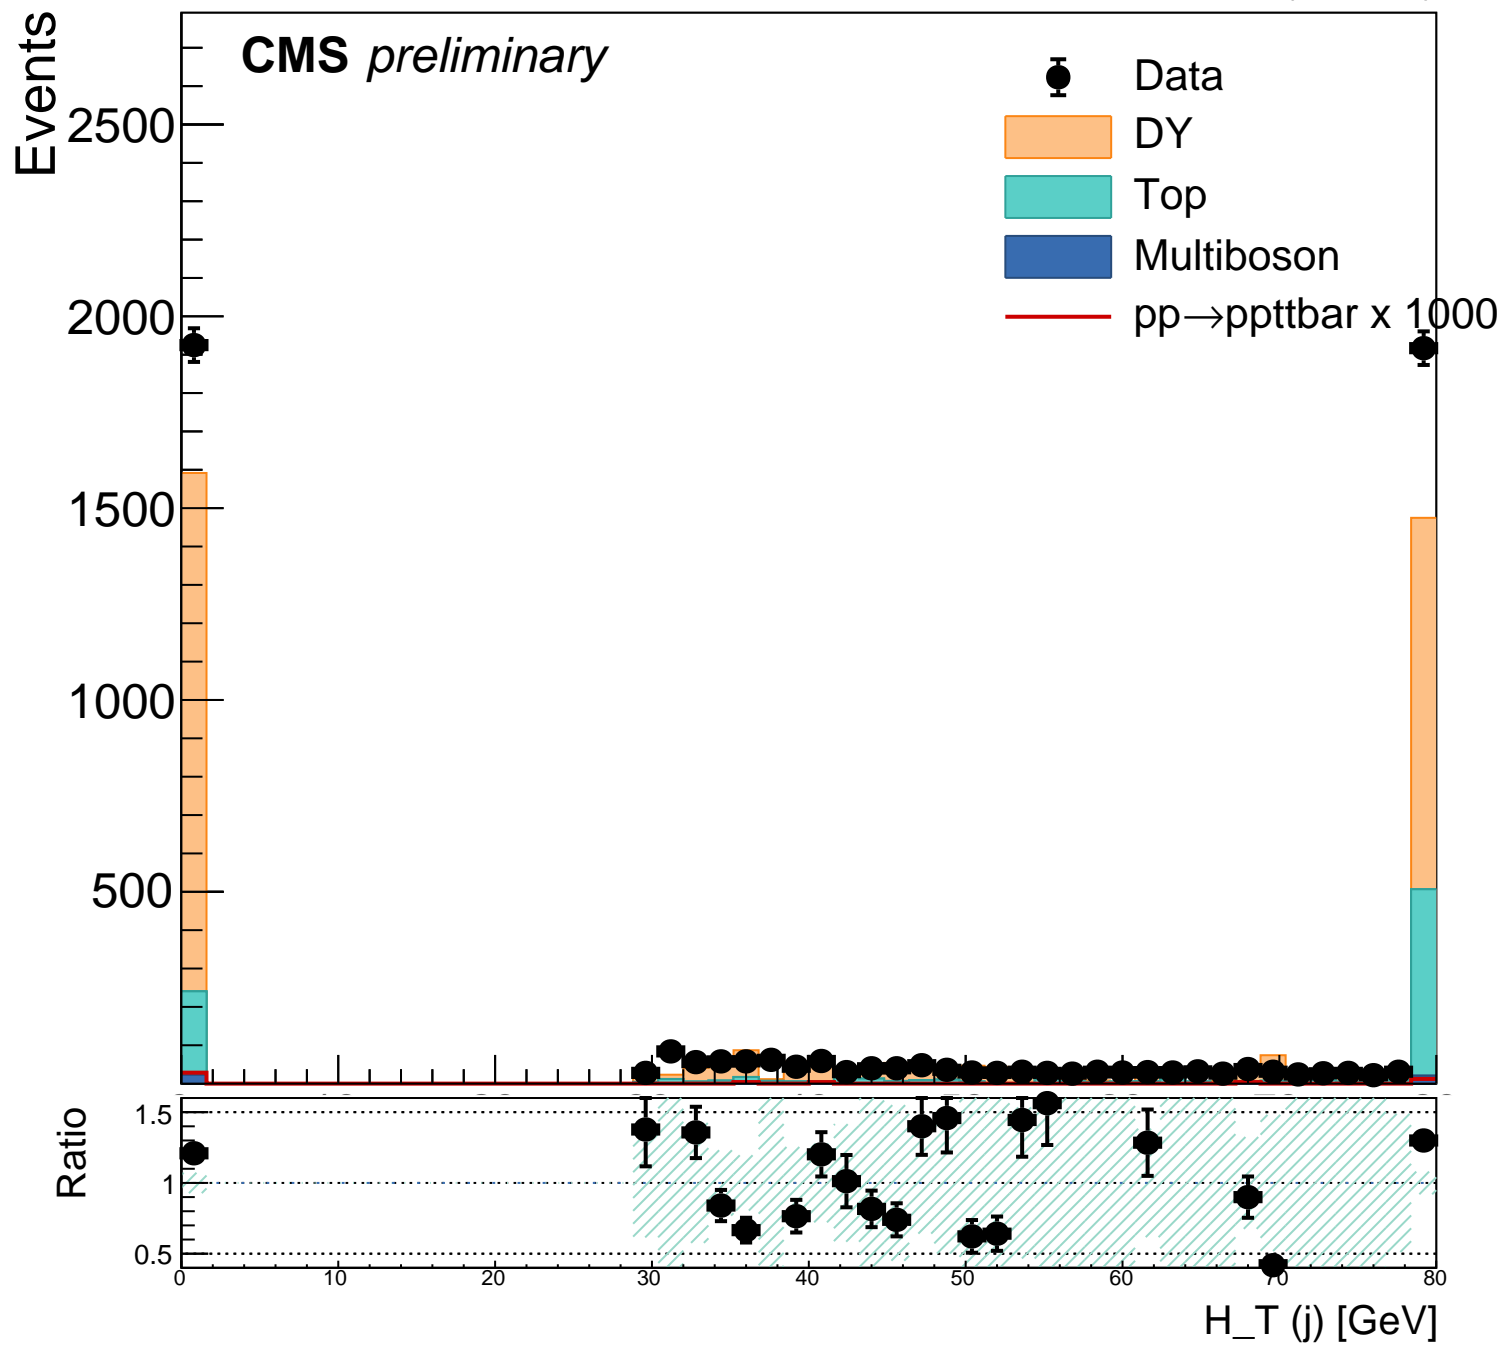 CMS preliminary
Events
Data
DY
Top
Multiboson
pp→ppttbar x 1000
2500
2000
1500
1000
500
Ratio
1.5
1
0.5
0 10 20 30 40 50 60 70 80
H_T (j) [GeV]